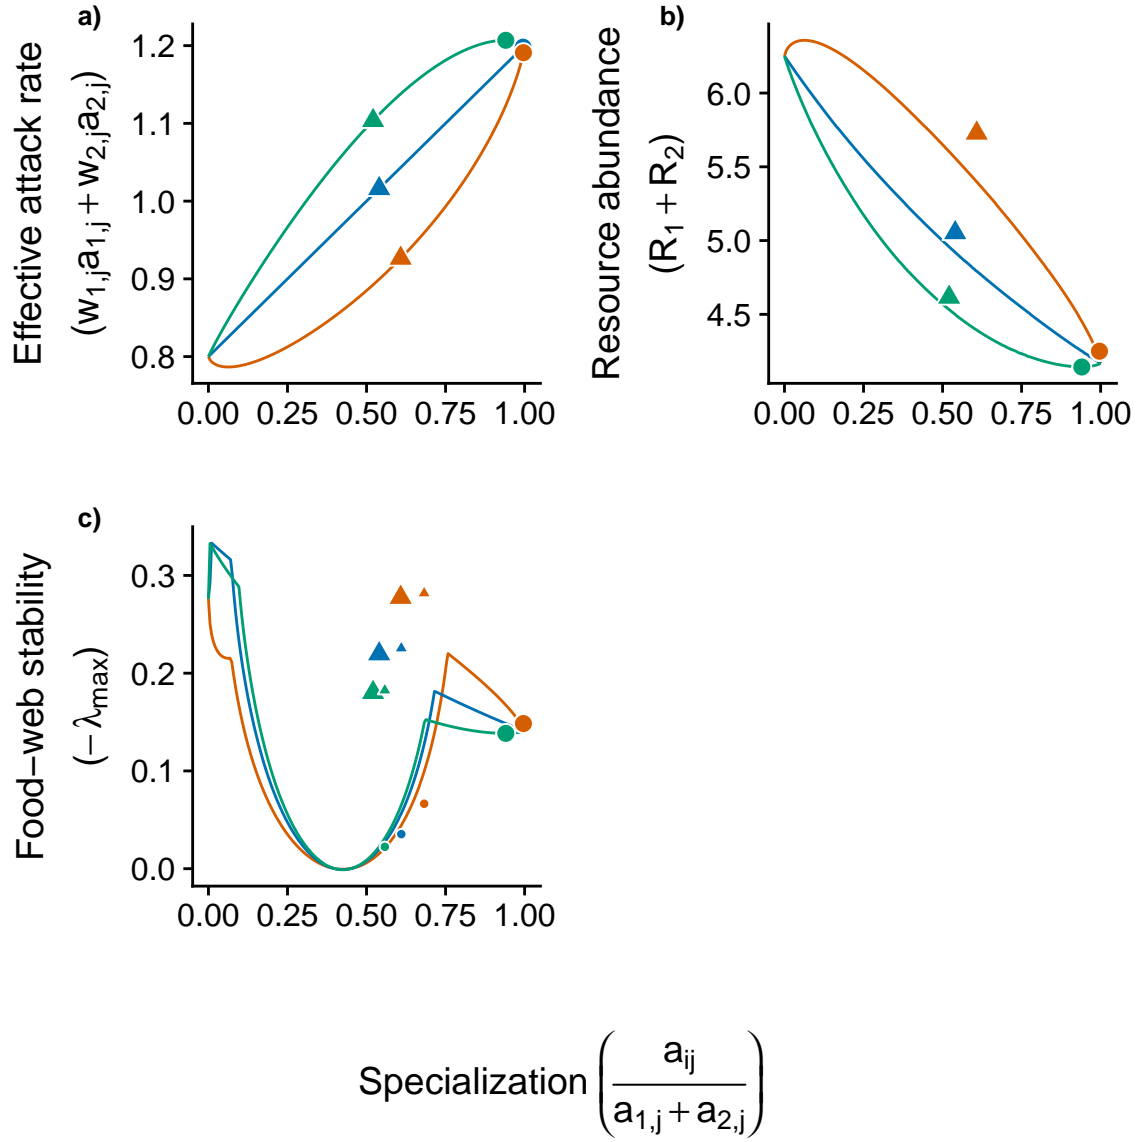 a)
Effective attack rate
(w1,ja1,j + w2,ja2,j)
1.2
1.1
1.0
0.9
0.8
0.00 0.25 0.50 0.75 1.00
b)
Resource abundance
(R1 + R2)
6.0
5.5
5.0
4.5
0.00 0.25 0.50 0.75 1.00
c)
Food−web stability
(− λmax)
0.3
0.2
0.1
0.0
0.00 0.25 0.50 0.75 1.00
Specialization (aij / a1,j + a2,j)